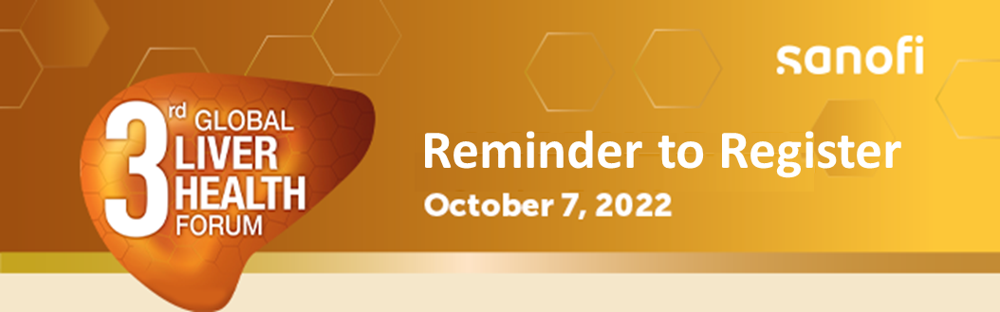 3rd GLOBAL
LIVER
HEALTH
FORUM
sanofi
Reminder to Register
October 7, 2022